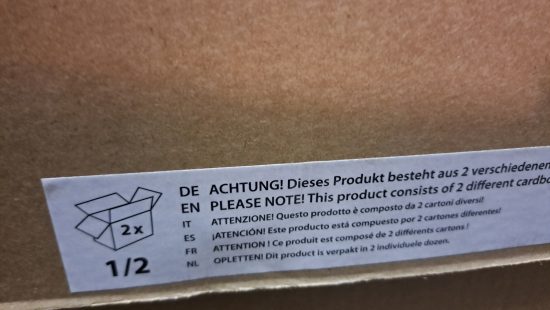 2x
1/2
DE ACHTUNG! Dieses Produkt besteht aus 2 verschiedenen
EN PLEASE NOTE! This product consists of 2 different cardbo
IT ATTENZIONE! Questo prodotto è composto da 2 cartoni diversi!
ES ¡ATENCIÓN! Este producto está compuesto por 2 cartones diferentes!
FR ATTENTION ! Ce produit est composé de 2 différents cartons !
NL OPLETTEN! Dit product is verpakt in 2 individuele dozen.